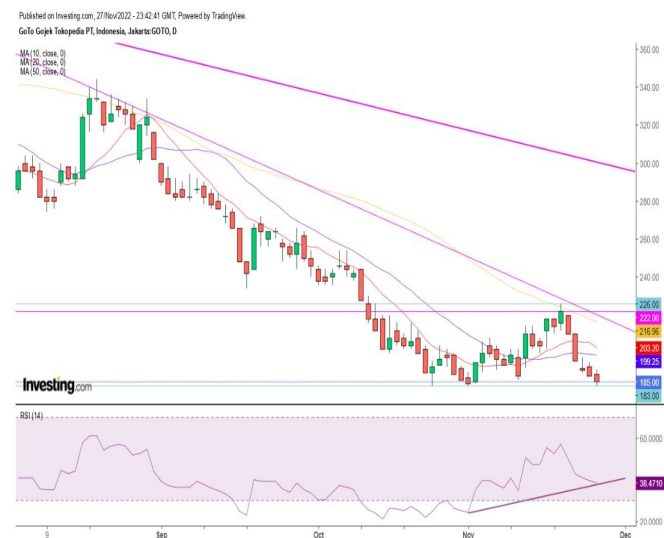 Published on Investing.com, 27/Nov/2022 - 23:42:41 GMT, Powered by TradingView.
GoTo Gojek Tokopedia PT, Indonesia, Jakarta:GOTO, D
MA (10, close, 0)
MA (20, close, 0)
MA (50, close, 0)
360.00
340.00
320.00
300.00
280.00
260.00
240.00
226.00
222.00
216.96
203.20
199.25
185.00
183.00
Investing.com
RSI (14)
60.0000
38.4710
20.0000
9 Sep Oct Nov Dec